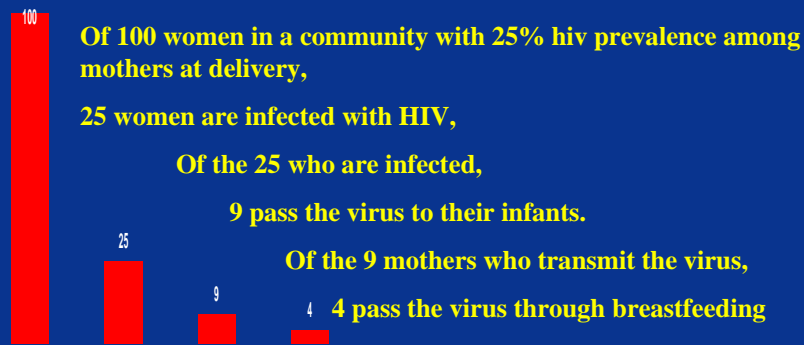 100
Of 100 women in a community with 25% hiv prevalence among
mothers at delivery,
25 women are infected with HIV,
Of the 25 who are infected,
9 pass the virus to their infants.
25
Of the 9 mothers who transmit the virus,
9
4
4 pass the virus through breastfeeding